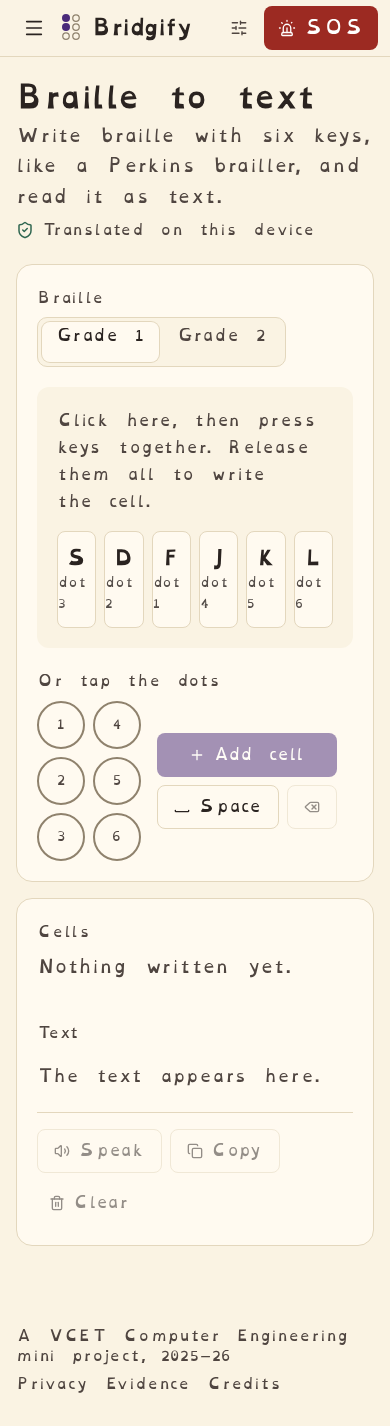 Bridgify
SOS
Braille to text
Write braille with six keys,
like a Perkins brailler, and
read it as text.
Translated on this device
Braille
Grade 1 Grade 2
Click here, then press
keys together. Release
them all to write
the cell.
S D F J K L
dot dot dot dot dot dot
3 2 1 4 5 6
Or tap the dots
1 4
+ Add cell
2 5
Space
3 6
Cells
Nothing written yet.
Text
The text appears here.
Speak Copy
Clear
A VCET Computer Engineering
mini project, 2025–26
Privacy Evidence Credits